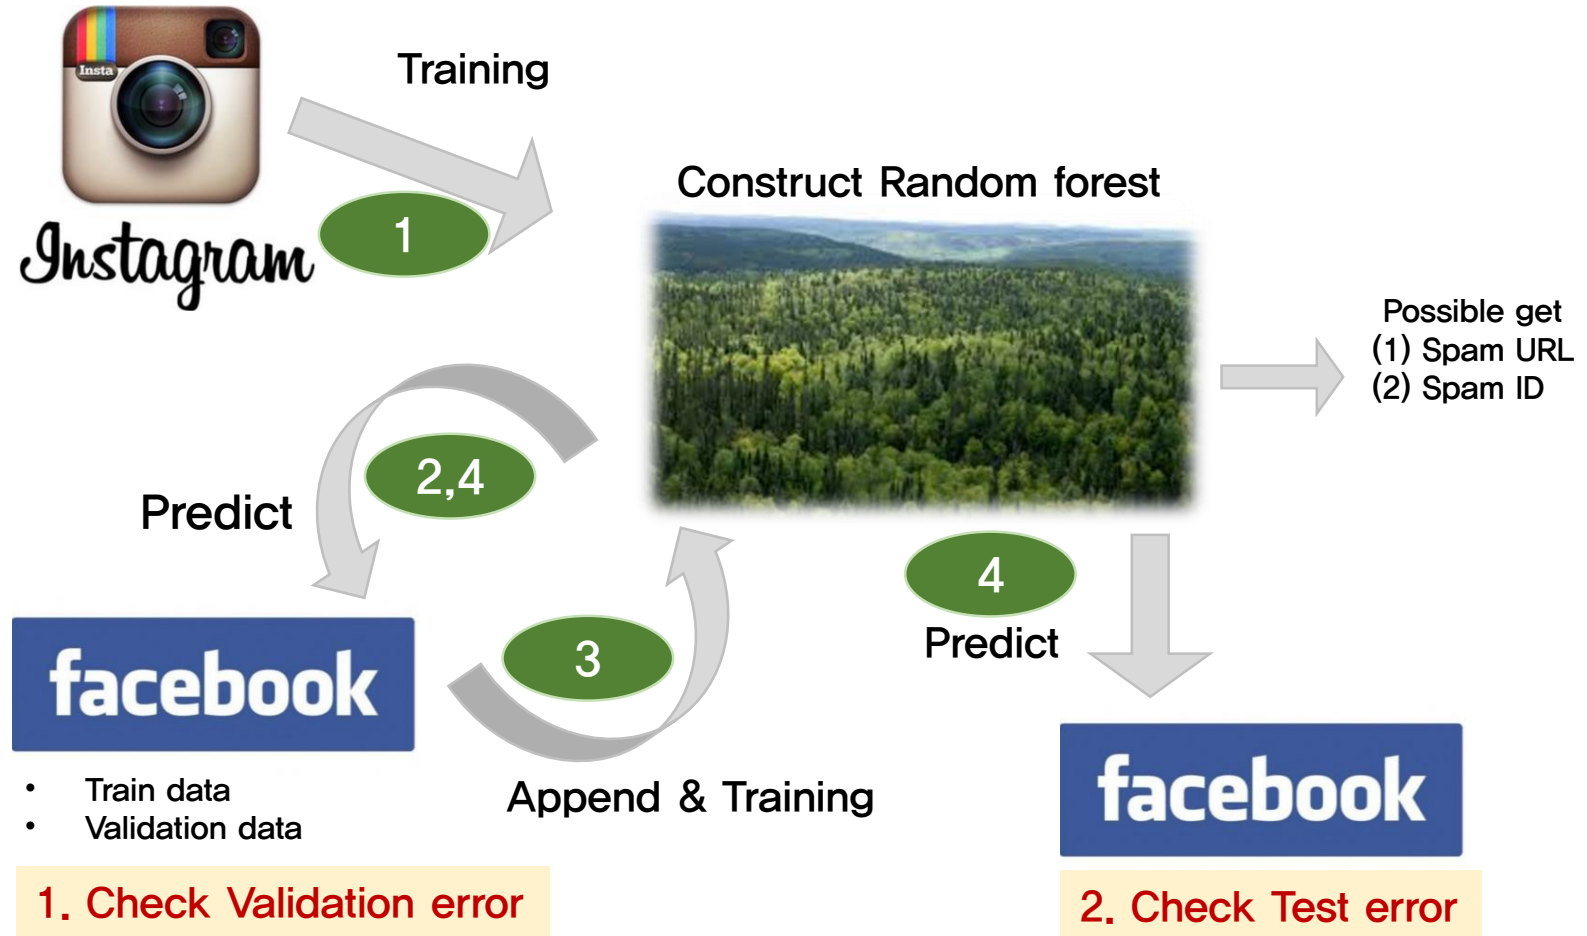 Insta
Instagram
Training
1
Construct Random forest
Possible get
(1) Spam URL
(2) Spam ID
2,4
Predict
3
4
Predict
facebook
• Train data
• Validation data
Append & Training
facebook
1. Check Validation error
2. Check Test error